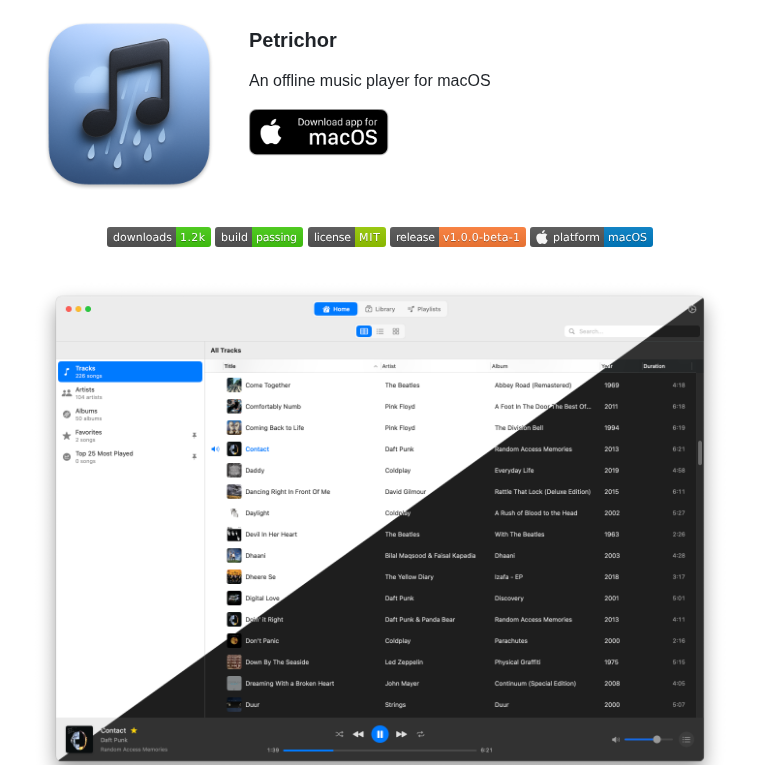 Petrichor
An offline music player for macOS
Download app for
macOS
downloads 1.2k build passing license MIT release v1.0.0-beta-1 platform macOS
Home Library Playlists
Search...
All Tracks
Title Artist Album Year Duration
Tracks
226 songs
Artists
104 artists
Albums
55 albums
Favorites
3 songs
Top 25 Most Played
0 songs
Come Together The Beatles Abbey Road (Remastered) 1969 4:18
Comfortably Numb Pink Floyd A Foot In The Door The Best Of... 2011 6:18
Coming Back to Life Pink Floyd The Division Bell 1994 6:19
Contact Daft Punk Random Access Memories 2013 6:21
Daddy Coldplay Everyday Life 2019 4:58
Dancing Right In Front Of Me David Gilmour Rattle That Lock (Deluxe Edition) 2015 6:11
Daylight Coldplay A Rush of Blood to the Head 2002 5:27
Devil in Her Heart The Beatles With The Beatles 1963 2:26
Dhaani Bilal Maqsood & Faisal Kapadia Dhaani 2003 4:28
Dheere Se The Yellow Diary Izafa - EP 2018 3:17
Digital Love Daft Punk Discovery 2001 5:01
Doin' it Right Daft Punk & Panda Bear Random Access Memories 2013 4:11
Don't Panic Coldplay Parachutes 2000 2:16
Down By The Seaside Led Zeppelin Physical Graffiti 1975 5:15
Dreaming With a Broken Heart John Mayer Continuum (Special Edition) 2008 4:05
Duur Strings Duur 2000 5:07
Contact
Daft Punk
Random Access Memories
1:39 6:21